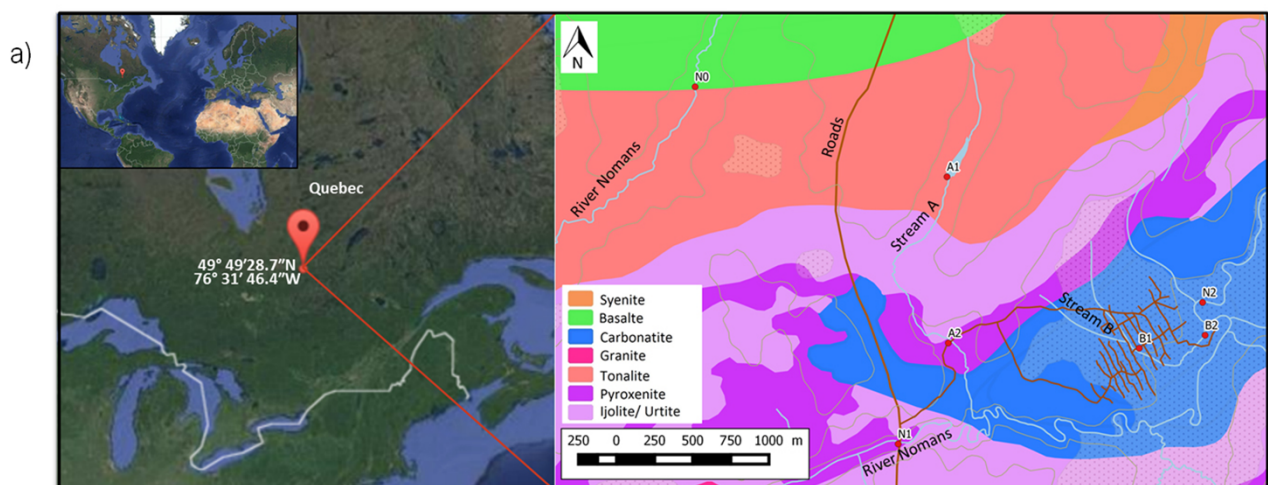 a)
Quebec
49° 49'28.7"N
76° 31' 46.4"W
N
N0
River Nomans
Roads
A1
Stream A
Syenite
Basalte
Carbonatite
Granite
Tonalite
Pyroxenite
Ijolite/ Urtite
250 0 250 500 750 1000 m
A2
Stream B
B1
N2
B2
N1
River Nomans